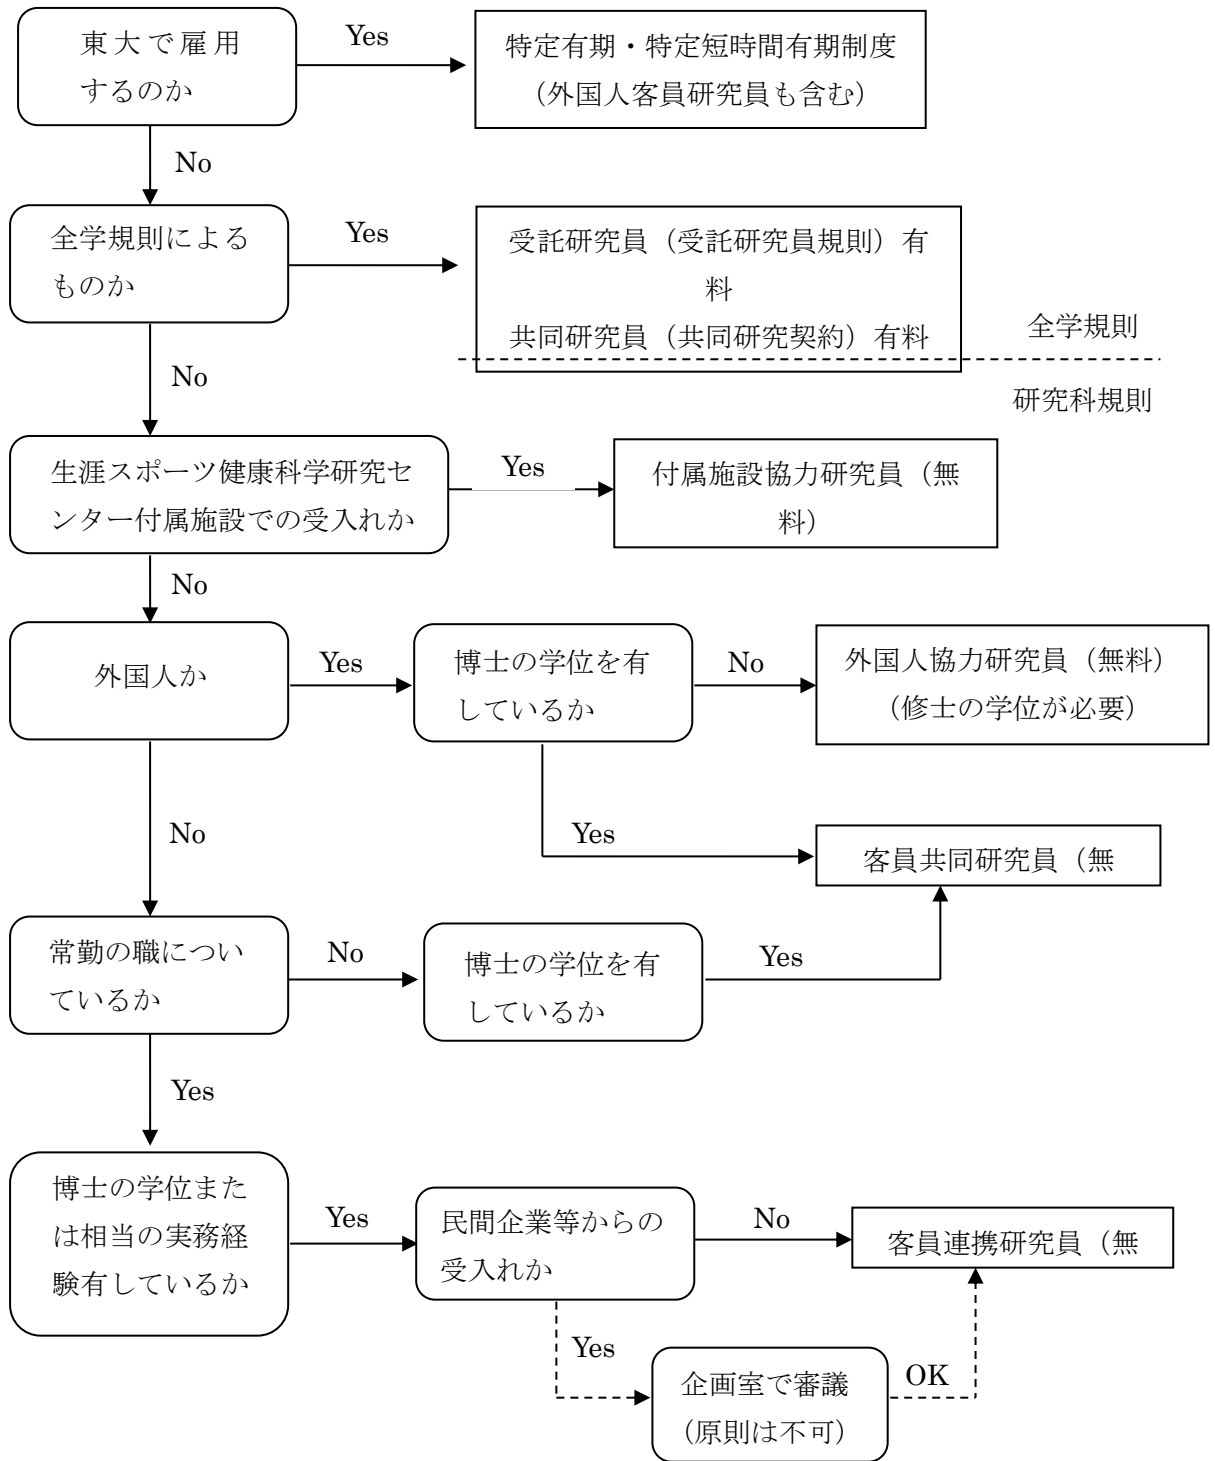 東大で雇用
するのか
Yes
特定有期・特定短時間有期制度
（外国人客員研究員も含む）
No
全学規則による
ものか
Yes
受託研究員（受託研究員規則）有
料
共同研究員（共同研究契約）有料
全学規則
研究科規則
No
生涯スポーツ健康科学研究セ
ンター付属施設での受入れか
Yes
付属施設協力研究員（無
料）
No
外国人か
Yes
博士の学位を有
しているか
No
外国人協力研究員（無料）
（修士の学位が必要）
No
Yes
客員共同研究員（無
常勤の職につい
ているか
No
博士の学位を有
しているか
Yes
Yes
博士の学位また
は相当の実務経
験有しているか
Yes
民間企業等からの
受入れか
No
客員連携研究員（無
Yes
企画室で審議
（原則は不可）
OK